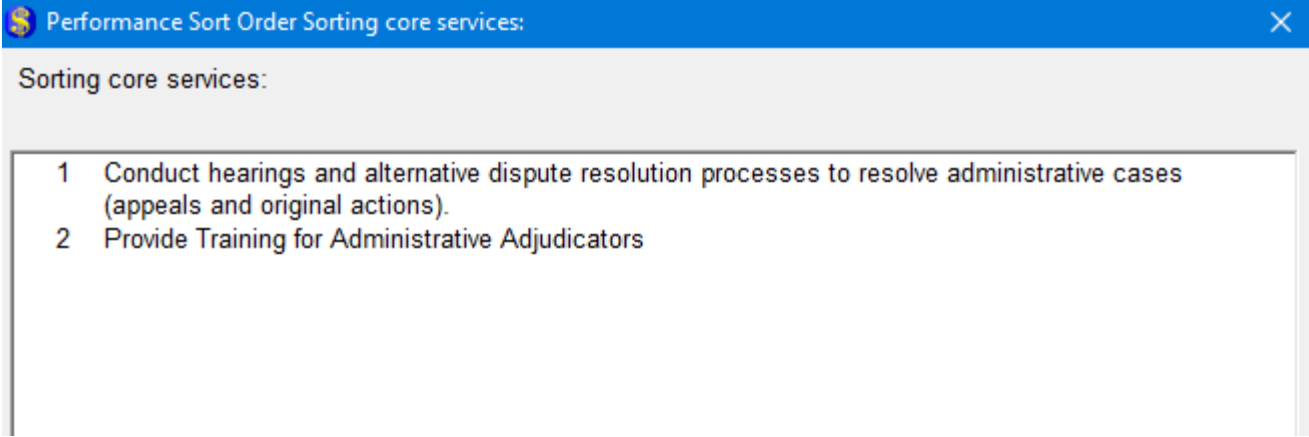 Performance Sort Order Sorting core services:
Sorting core services:
1 Conduct hearings and alternative dispute resolution processes to resolve administrative cases
(appeals and original actions).
2 Provide Training for Administrative Adjudicators